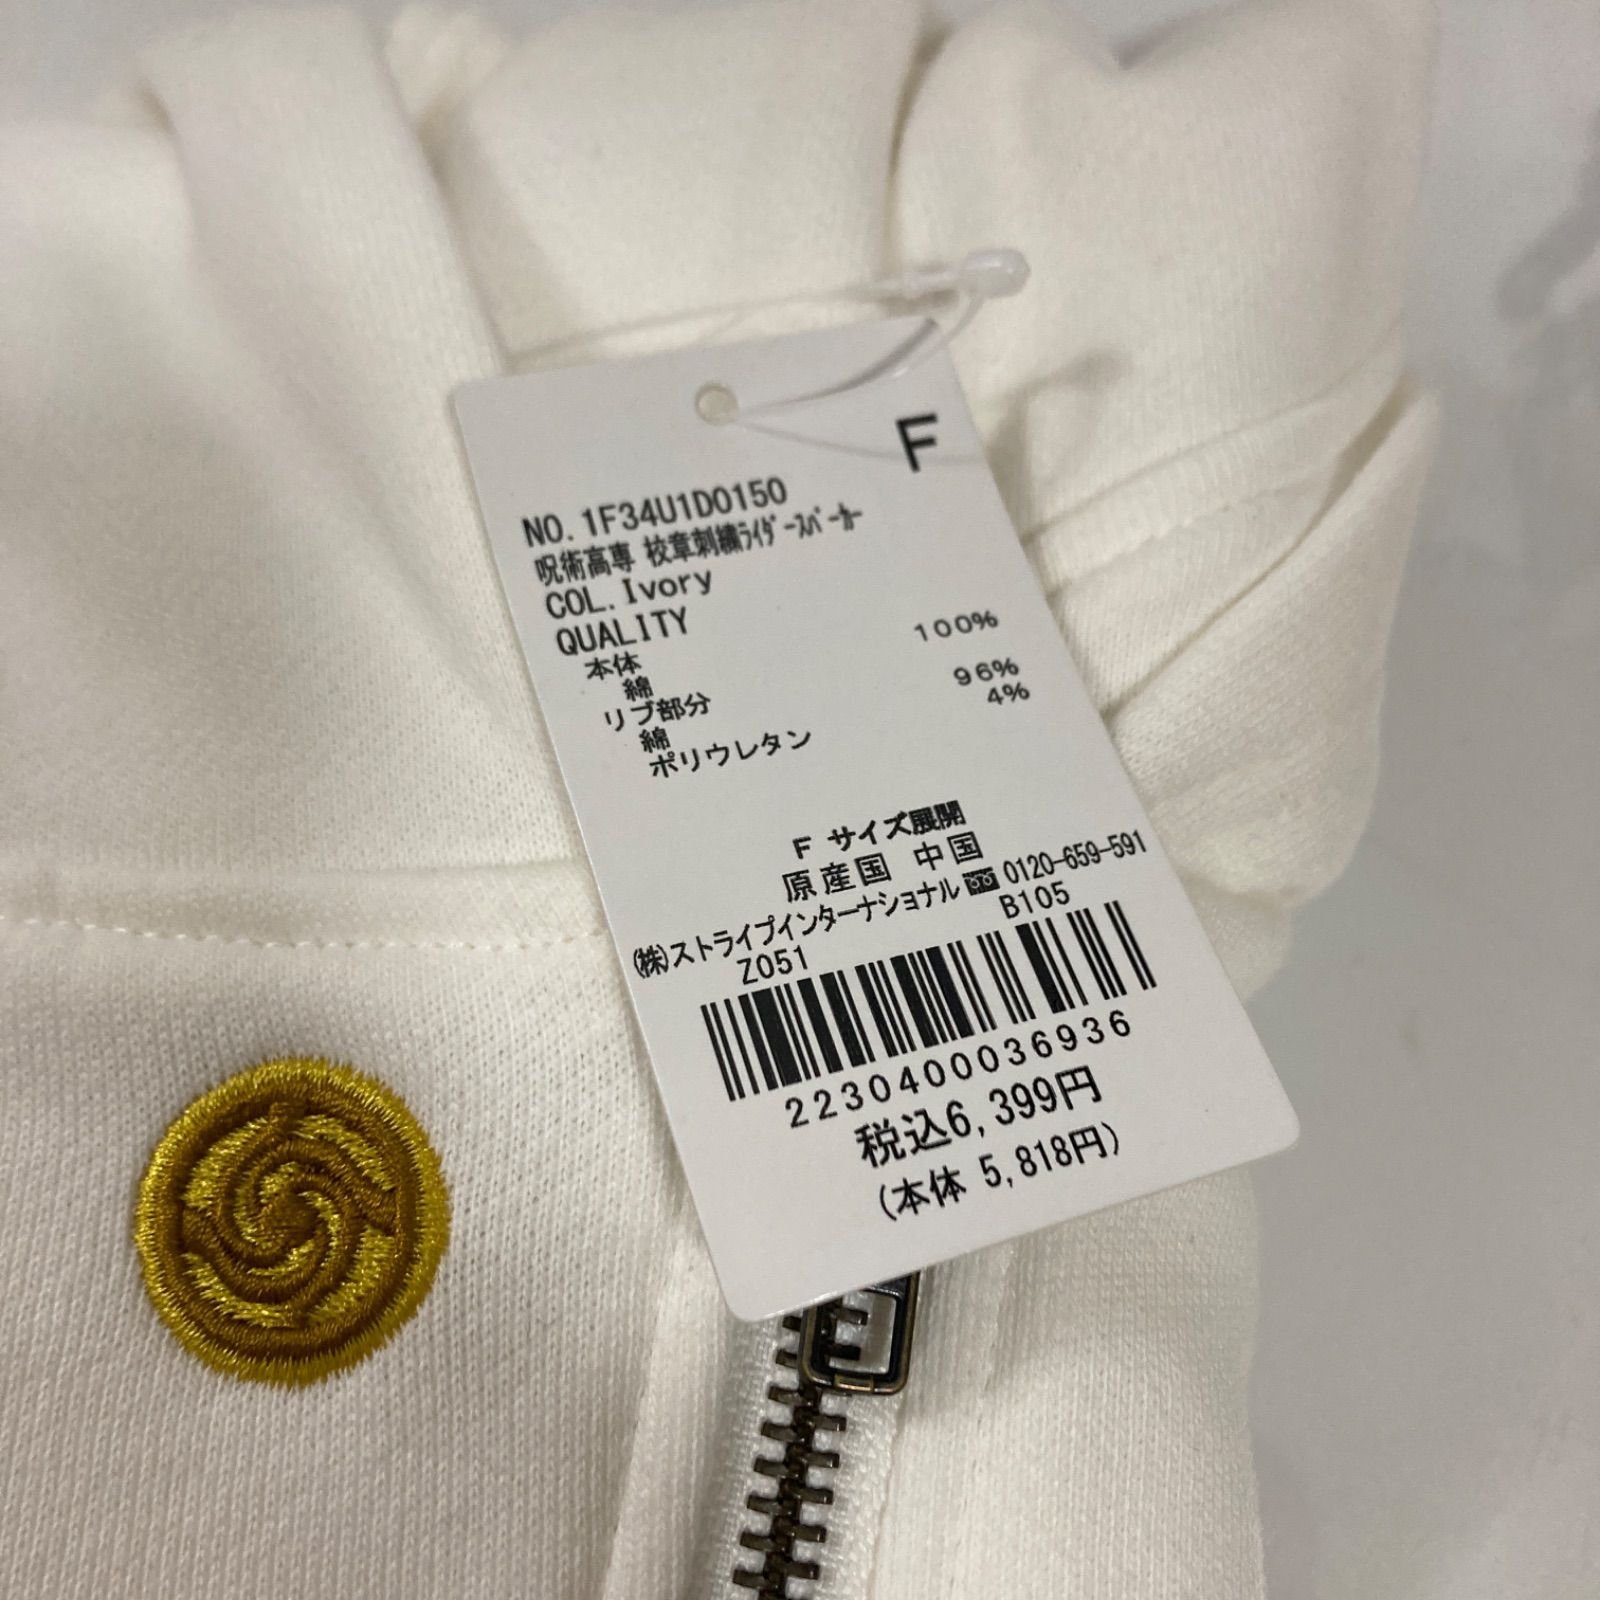 F
NO. 1F34U1D0150
呪術高専 校章刺繍ﾗｲﾀﾞｰｽﾊﾟｰｶｰ
COL. Ivory
QUALITY
本体
綿 100%
リブ部分
綿 96%
ポリウレタン 4%
F サイズ展開
原産国 中国
(株)ストライプインターナショナル 0120-659-591
Z051 B105
2230400036936
税込6,399円
(本体 5,818円)